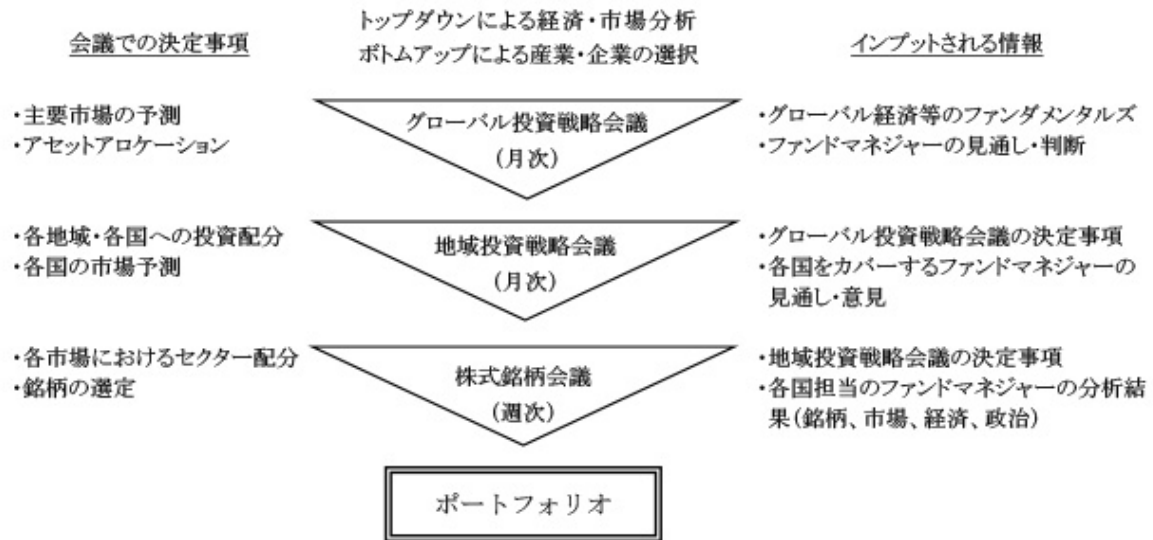 トップダウンによる経済・市場分析
ボトムアップによる産業・企業の選択
会議での決定事項
インプットされる情報
・主要市場の予測
・アセットアロケーション
グローバル投資戦略会議
(月次)
・グローバル経済等のファンダメンタルズ
・ファンドマネジャーの見通し・判断
・各地域・各国への投資配分
・各国の市場予測
地域投資戦略会議
(月次)
・グローバル投資戦略会議の決定事項
・各国をカバーするファンドマネジャーの
見通し・意見
・各市場におけるセクター配分
・銘柄の選定
株式銘柄会議
(週次)
・地域投資戦略会議の決定事項
・各国担当のファンドマネジャーの分析結
果(銘柄、市場、経済、政治)
ポートフォリオ